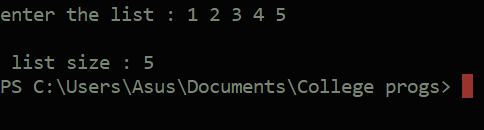 enter the list : 1 2 3 4 5
list size : 5
PS C:\Users\Asus\Documents\College progs>